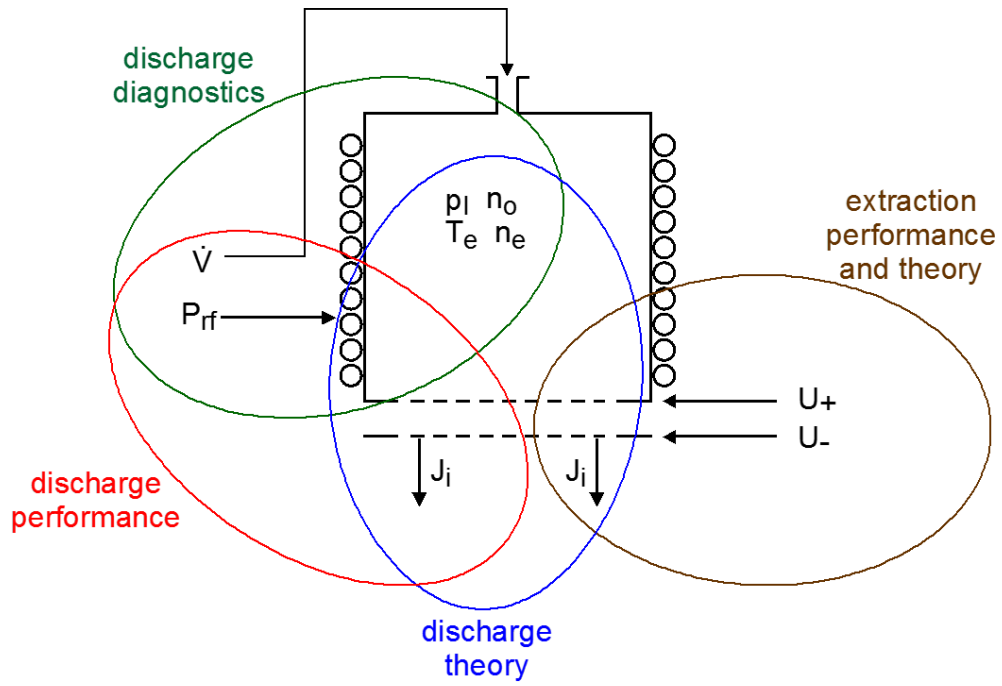 discharge
diagnostics
pl no
Te ne
V̇
Prf
extraction
performance
and theory
U+
U-
Ji
Ji
discharge
performance
discharge
theory